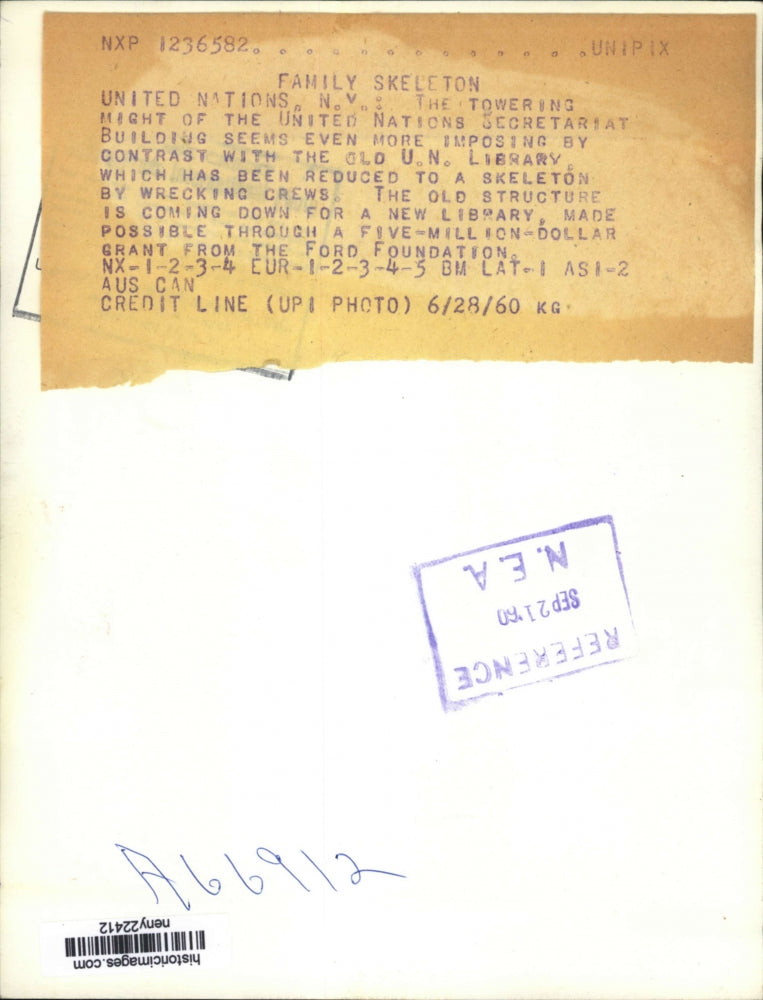 NXP 1236582. . . . . . . . . . . . . .UNIPIX
FAMILY SKELETON
UNITED NATIONS, N.Y.: THE TOWERING
MIGHT OF THE UNITED NATIONS SECRETARIAT
BUILDING SEEMS EVEN MORE IMPOSING BY
CONTRAST WITH THE OLD U.N. LIBRARY,
WHICH HAS BEEN REDUCED TO A SKELETON
BY WRECKING CREWS. THE OLD STRUCTURE
IS COMING DOWN FOR A NEW LIBRARY, MADE
POSSIBLE THROUGH A FIVE-MILLION-DOLLAR
GRANT FROM THE FORD FOUNDATION.
NX-1-2-3-4 EUR-1-2-3-4-5 BM LAT-1 ASI-2
AUS CAN
CREDIT LINE (UPI PHOTO) 6/28/60 KG
REFERENCE
SEP 21 '60
N.E.A.
A66912
historicimages.com
neny22412